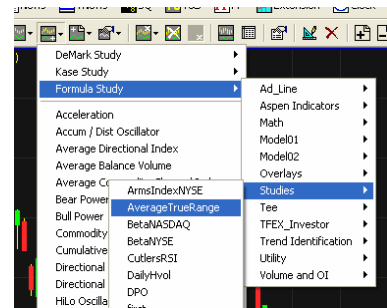 DeMark Study
Kase Study
Formula Study
Acceleration
Accum / Dist Oscillator
Average Directional Index
Average Balance Volume
Average
Bear Power
Bull Power
Commodity
Cumulative
Directional
Directional
HiLo Oscilla
Ad_Line
Aspen Indicators
Math
Model01
Model02
Overlays
Studies
Tee
TFEX_Investor
Trend Identification
Utility
Volume and OI
ArmsIndexNYSE
AverageTrueRange
BetaNASDAQ
BetaNYSE
CutlersRSI
DailyHvol
DPO